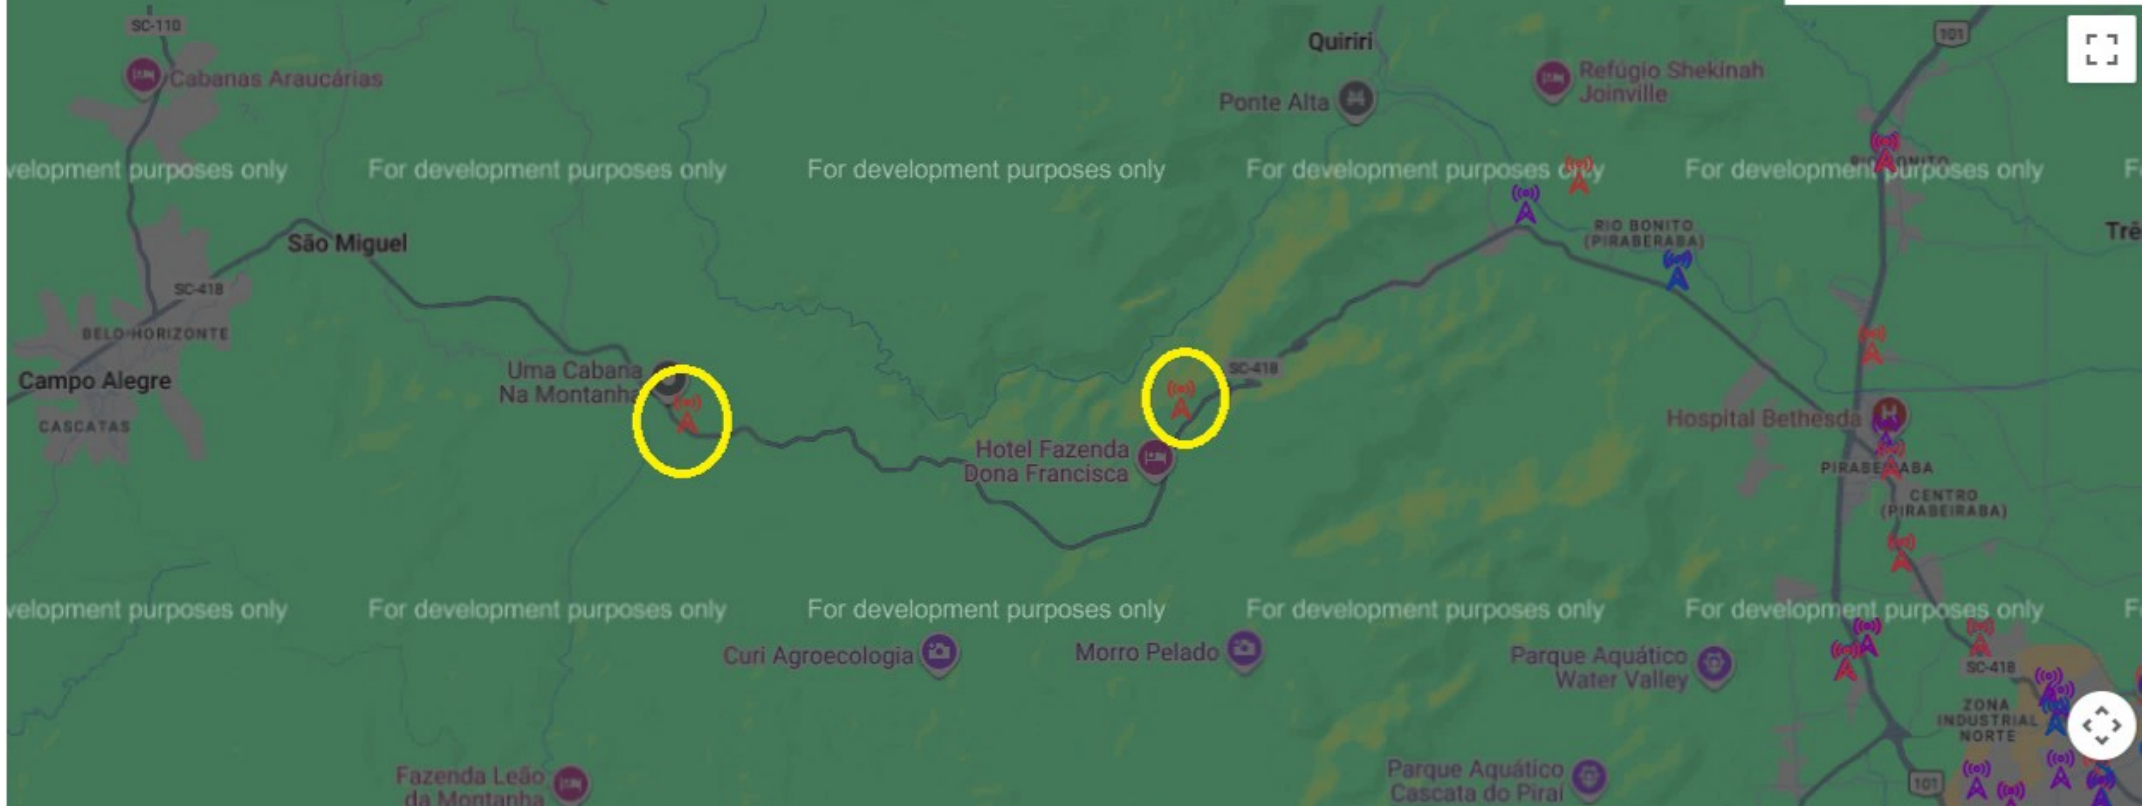 SC-110
Cabanas Araucárias
Quiriri
Ponte Alta
Refúgio Shekinah
Joinville
101
velopment purposes only
For development purposes only
For development purposes only
For development purposes only
RIO BONITO
For development purposes only
F
São Miguel
RIO BONITO
(PIRABERABA)
Trê
SC-418
BELO HORIZONTE
Campo Alegre
CASCATAS
Uma Cabana
Na Montanha
SC-418
Hotel Fazenda
Dona Francisca
Hospital Bethesda
PIRABEIRABA
CENTRO
(PIRABEIRABA)
velopment purposes only
For development purposes only
For development purposes only
For development purposes only
For development purposes only
F
Curi Agroecologia
Morro Pelado
Parque Aquático
Water Valley
SC-418
ZONA
INDUSTRIAL
NORTE
Fazenda Leão
da Montanha
Parque Aquático
Cascata do Piraí
101